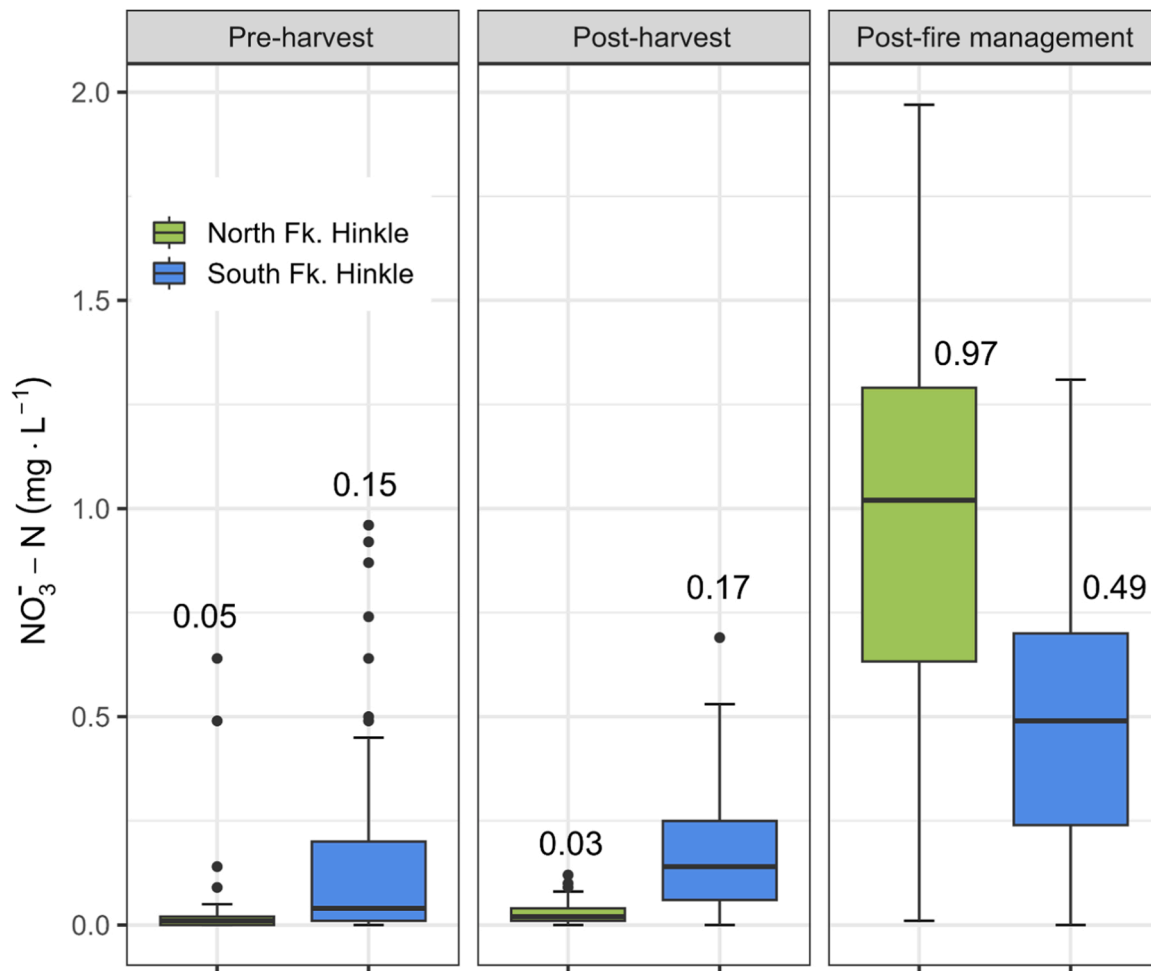 Pre-harvest
Post-harvest
Post-fire management
2.0
1.5
1.0
0.5
0.0
NO₃⁻ – N (mg · L⁻¹)
North Fk. Hinkle
South Fk. Hinkle
0.05
0.15
0.03
0.17
0.97
0.49